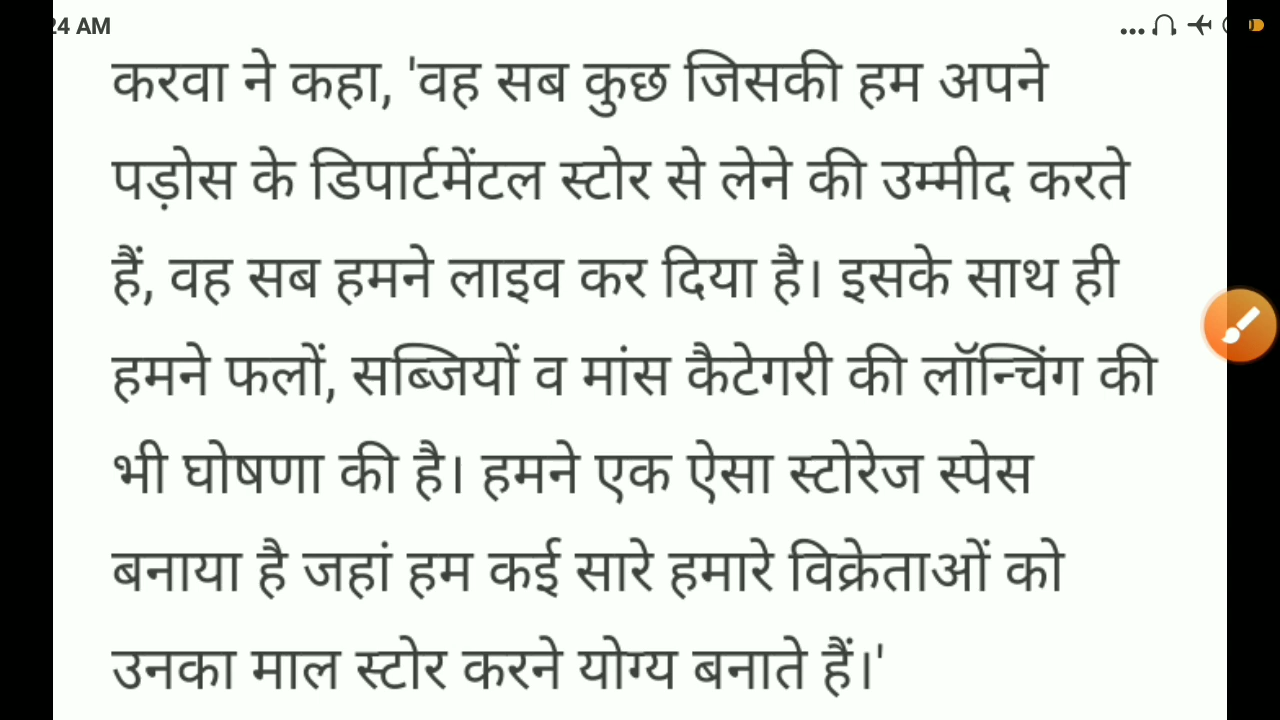 24 AM
करवा ने कहा, 'वह सब कुछ जिसकी हम अपने
पड़ोस के डिपार्टमेंटल स्टोर से लेने की उम्मीद करते
हैं, वह सब हमने लाइव कर दिया है। इसके साथ ही
हमने फलों, सब्जियों व मांस कैटेगरी की लॉन्चिंग की
भी घोषणा की है। हमने एक ऐसा स्टोरेज स्पेस
बनाया है जहां हम कई सारे हमारे विक्रेताओं को
उनका माल स्टोर करने योग्य बनाते हैं।'